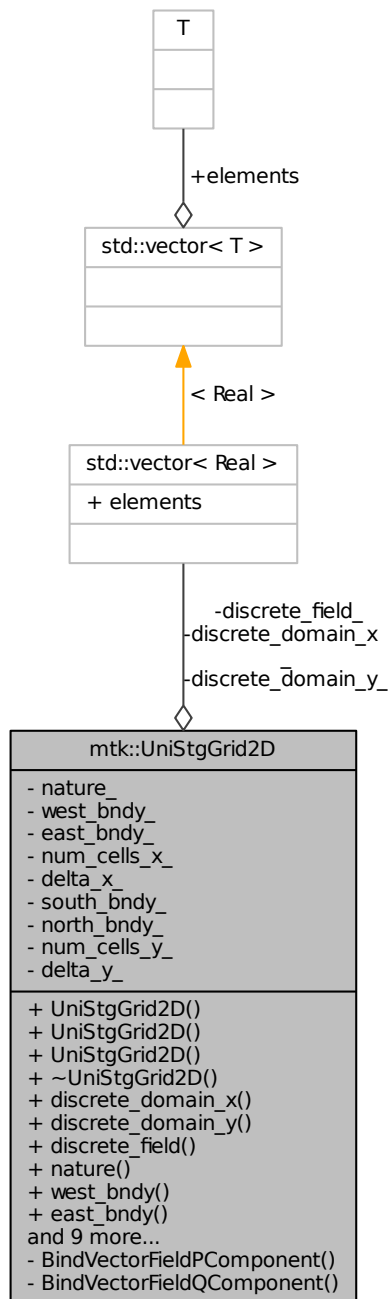 T
+elements
std::vector< T >
< Real >
std::vector< Real >
+ elements
-discrete_field_
-discrete_domain_x
_
-discrete_domain_y_
mtk::UniStgGrid2D
- nature_
- west_bndy_
- east_bndy_
- num_cells_x_
- delta_x_
- south_bndy_
- north_bndy_
- num_cells_y_
- delta_y_
+ UniStgGrid2D()
+ UniStgGrid2D()
+ UniStgGrid2D()
+ ~UniStgGrid2D()
+ discrete_domain_x()
+ discrete_domain_y()
+ discrete_field()
+ nature()
+ west_bndy()
+ east_bndy()
and 9 more...
- BindVectorFieldPComponent()
- BindVectorFieldQComponent()